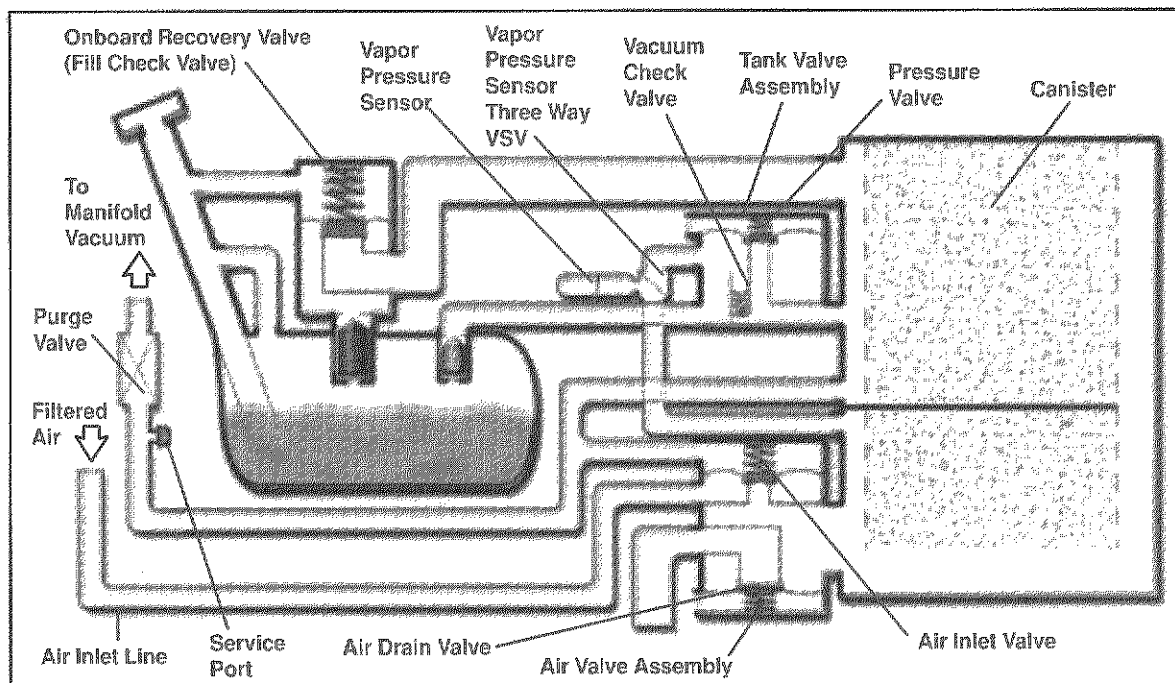 Onboard Recovery Valve
(Fill Check Valve)
Vapor
Pressure
Sensor
Vapor
Pressure
Sensor
Three Way
VSV
Vacuum
Check
Valve
Tank Valve
Assembly
Pressure
Valve
Canister
To
Manifold
Vacuum
Purge
Valve
Filtered
Air
Air Inlet Line
Service
Port
Air Drain Valve
Air Valve Assembly
Air Inlet Valve